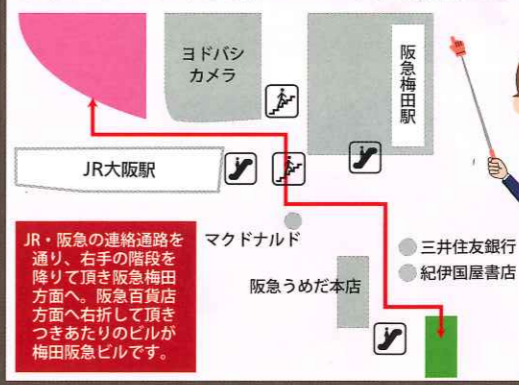 ヨドバシ
カメラ
阪急梅田駅
JR大阪駅
マクドナルド
三井住友銀行
紀伊国屋書店
阪急うめだ本店
JR・阪急の連絡通路を
通り、右手の階段を
降りて頂き阪急梅田
方面へ。阪急百貨店
方面へ右折して頂き
つきあたりのビルが
梅田阪急ビルです。